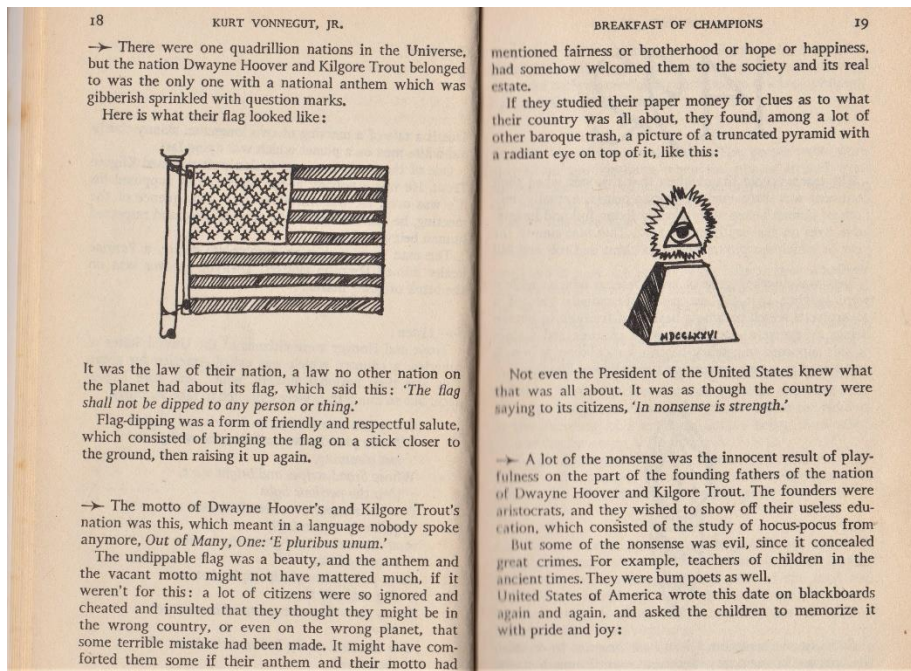 18 KURT VONNEGUT, JR.
→ There were one quadrillion nations in the Universe,
but the nation Dwayne Hoover and Kilgore Trout belonged
to was the only one with a national anthem which was
gibberish sprinkled with question marks.
Here is what their flag looked like:
It was the law of their nation, a law no other nation on
the planet had about its flag, which said this: ‘The flag
shall not be dipped to any person or thing.’
Flag-dipping was a form of friendly and respectful salute,
which consisted of bringing the flag on a stick closer to
the ground, then raising it up again.
→ The motto of Dwayne Hoover's and Kilgore Trout's
nation was this, which meant in a language nobody spoke
anymore, Out of Many, One: ‘E pluribus unum.’
The undippable flag was a beauty, and the anthem and
the vacant motto might not have mattered much, if it
weren't for this: a lot of citizens were so ignored and
cheated and insulted that they thought they might be in
the wrong country, or even on the wrong planet, that
some terrible mistake had been made. It might have com-
forted them some if their anthem and their motto had
BREAKFAST OF CHAMPIONS 19
mentioned fairness or brotherhood or hope or happiness,
had somehow welcomed them to the society and its real
estate.
If they studied their paper money for clues as to what
their country was all about, they found, among a lot of
other baroque trash, a picture of a truncated pyramid with
a radiant eye on top of it, like this:
MDCCLXXVI
Not even the President of the United States knew what
that was all about. It was as though the country were
saying to its citizens, ‘In nonsense is strength.’
→ A lot of the nonsense was the innocent result of play-
fulness on the part of the founding fathers of the nation
of Dwayne Hoover and Kilgore Trout. The founders were
aristocrats, and they wished to show off their useless edu-
cation, which consisted of the study of hocus-pocus from
But some of the nonsense was evil, since it concealed
great crimes. For example, teachers of children in the
ancient times. They were bum poets as well.
United States of America wrote this date on blackboards
again and again, and asked the children to memorize it
with pride and joy: